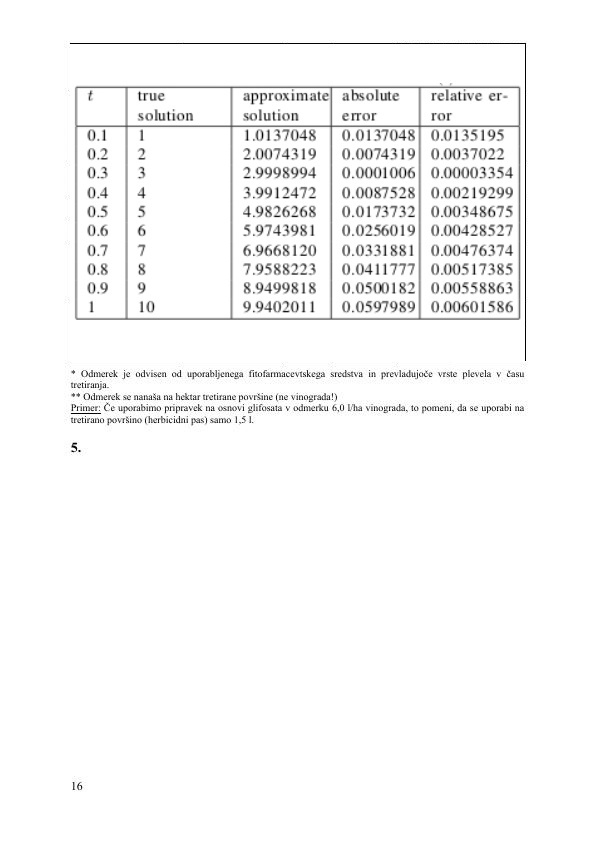 t true approximate absolute relative er-
solution solution error ror
0.1 1 1.0137048 0.0137048 0.0135195
0.2 2 2.0074319 0.0074319 0.0037022
0.3 3 2.9998994 0.0001006 0.00003354
0.4 4 3.9912472 0.0087528 0.00219299
0.5 5 4.9826268 0.0173732 0.00348675
0.6 6 5.9743981 0.0256019 0.00428527
0.7 7 6.9668120 0.0331881 0.00476374
0.8 8 7.9588223 0.0411777 0.00517385
0.9 9 8.9499818 0.0500182 0.00558863
1 10 9.9402011 0.0597989 0.00601586
* Odmerek je odvisen od uporabljenega fitofarmacevtskega sredstva in prevladujoče vrste plevela v času
tretiranja.
** Odmerek se nanaša na hektar tretirane površine (ne vinograda!)
Primer: Če uporabimo pripravek na osnovi glifosata v odmerku 6,0 l/ha vinograda, to pomeni, da se uporabi na
tretirano površino (herbicidni pas) samo 1,5 l.
5.
16